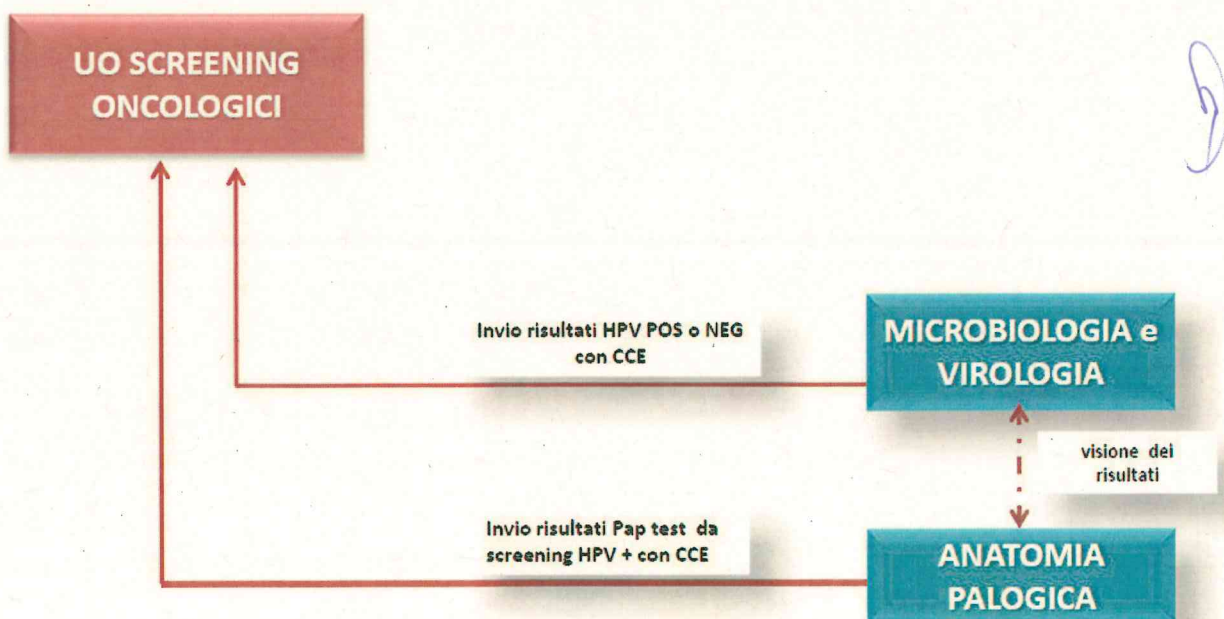 UO SCREENING
ONCOLOGICI
Invio risultati HPV POS o NEG
con CCE
MICROBIOLOGIA e
VIROLOGIA
visione dei
risultati
Invio risultati Pap test da
screening HPV + con CCE
ANATOMIA
PALOGICA